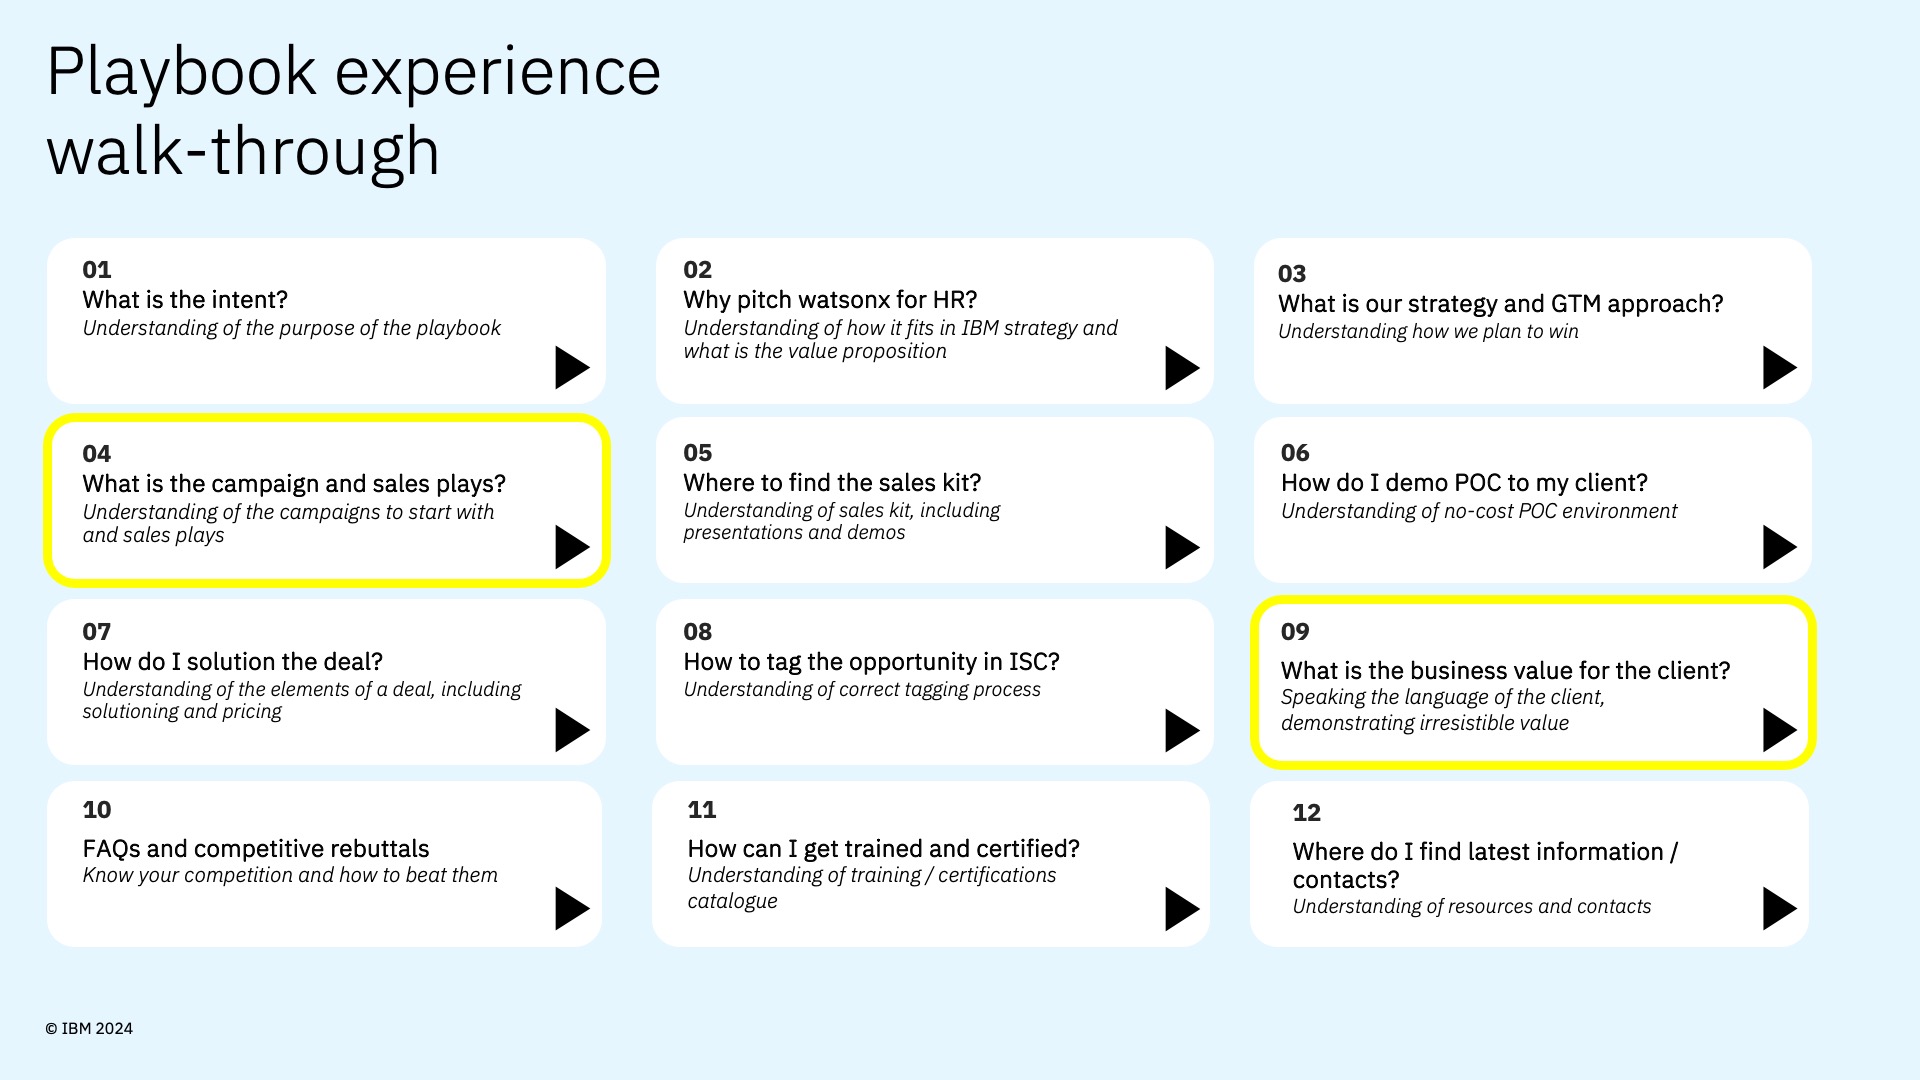 Playbook experience
walk-through
01
What is the intent?
Understanding of the purpose of the playbook
02
Why pitch watsonx for HR?
Understanding of how it fits in IBM strategy and
what is the value proposition
03
What is our strategy and GTM approach?
Understanding how we plan to win
04
What is the campaign and sales plays?
Understanding of the campaigns to start with
and sales plays
05
Where to find the sales kit?
Understanding of sales kit, including
presentations and demos
06
How do I demo POC to my client?
Understanding of no-cost POC environment
07
How do I solution the deal?
Understanding of the elements of a deal, including
solutioning and pricing
08
How to tag the opportunity in ISC?
Understanding of correct tagging process
09
What is the business value for the client?
Speaking the language of the client,
demonstrating irresistible value
10
FAQs and competitive rebuttals
Know your competition and how to beat them
11
How can I get trained and certified?
Understanding of training / certifications
catalogue
12
Where do I find latest information /
contacts?
Understanding of resources and contacts
© IBM 2024